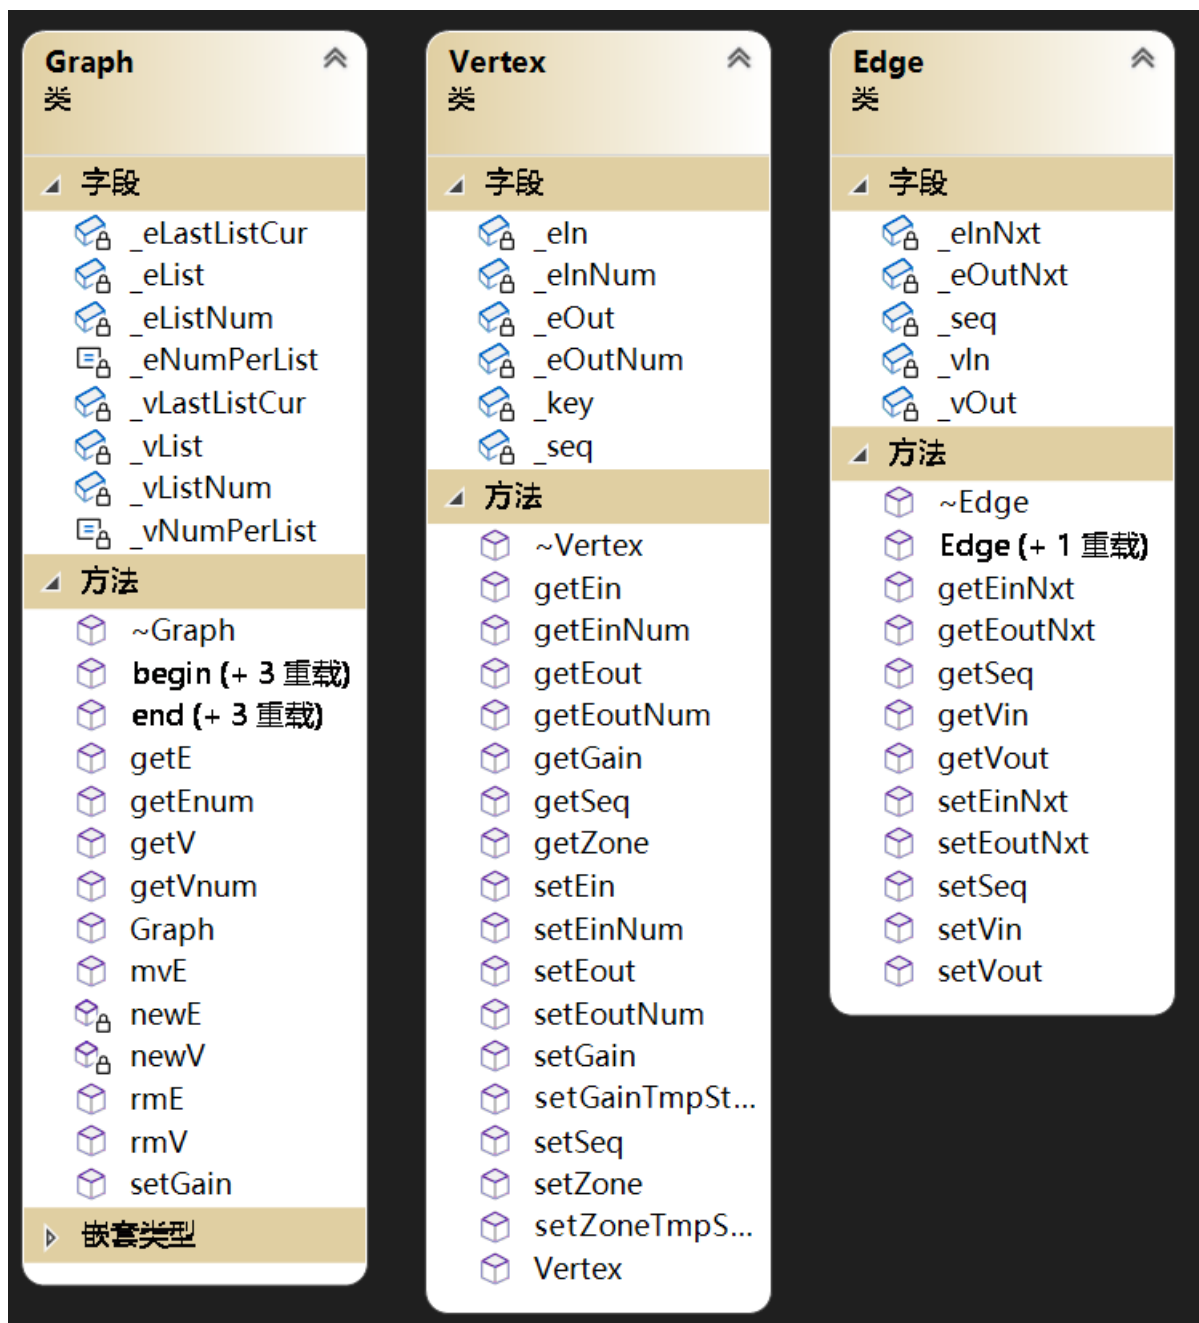 Graph
类
字段
_eLastListCur
_eList
_eListNum
_eNumPerList
_vLastListCur
_vList
_vListNum
_vNumPerList
方法
~Graph
begin (+ 3 重载)
end (+ 3 重载)
getE
getEnum
getV
getVnum
Graph
mvE
newE
newV
rmE
rmV
setGain
嵌套类型
Vertex
类
字段
_eIn
_eInNum
_eOut
_eOutNum
_key
_seq
方法
~Vertex
getEin
getEinNum
getEout
getEoutNum
getGain
getSeq
getZone
setEin
setEinNum
setEout
setEoutNum
setGain
setGainTmpSt...
setSeq
setZone
setZoneTmpS...
Vertex
Edge
类
字段
_eInNxt
_eOutNxt
_seq
_vIn
_vOut
方法
~Edge
Edge (+ 1 重载)
getEinNxt
getEoutNxt
getSeq
getVin
getVout
setEinNxt
setEoutNxt
setSeq
setVin
setVout